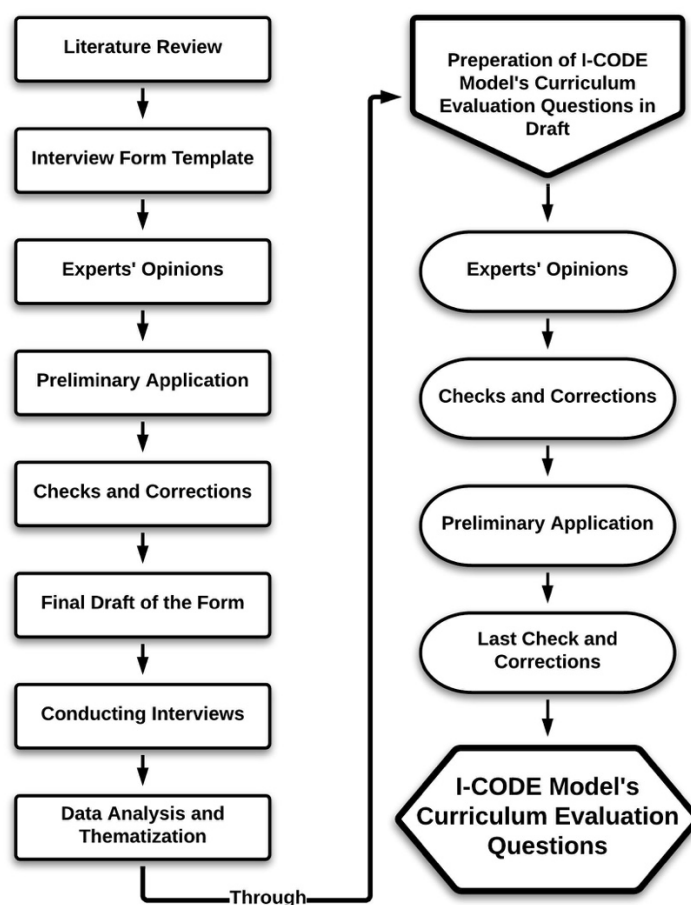 Literature Review
Interview Form Template
Experts' Opinions
Preliminary Application
Checks and Corrections
Final Draft of the Form
Conducting Interviews
Data Analysis and
Thematization
Through
Preperation of I-CODE
Model's Curriculum
Evaluation Questions in
Draft
Experts' Opinions
Checks and Corrections
Preliminary Application
Last Check and
Corrections
I-CODE Model's
Curriculum Evaluation
Questions